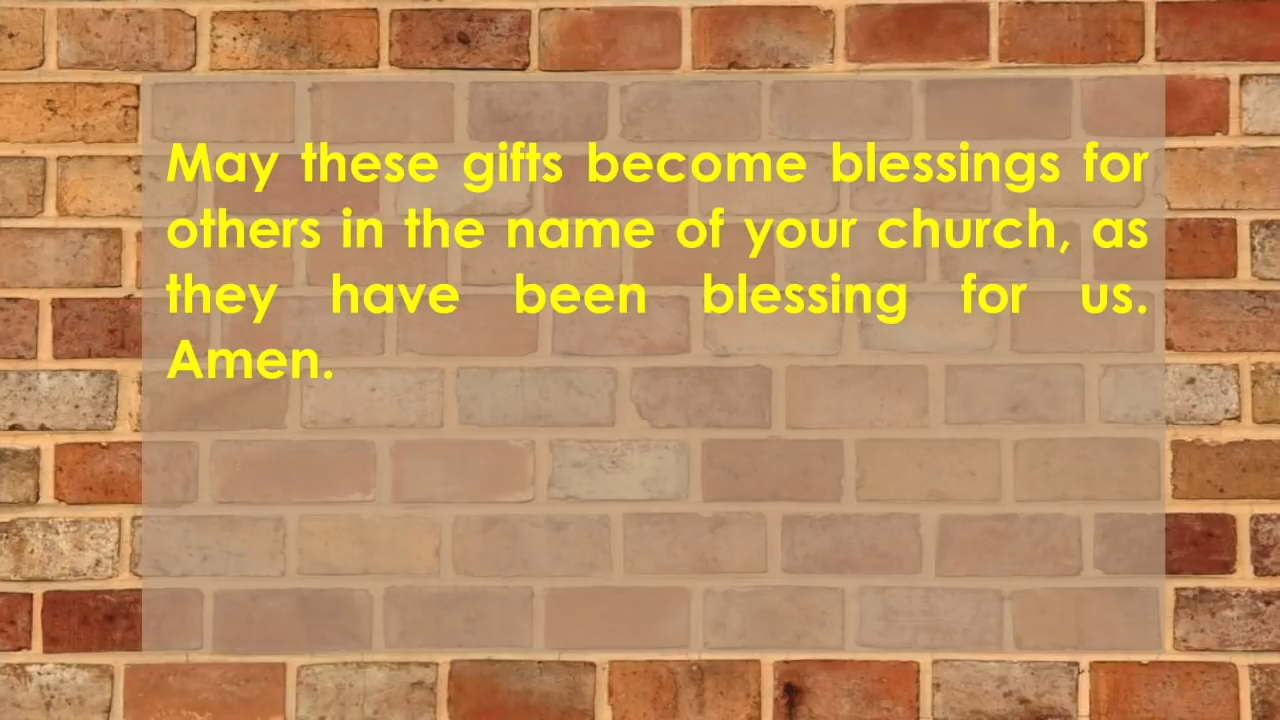 May these gifts become blessings for
others in the name of your church, as
they have been blessing for us.
Amen.